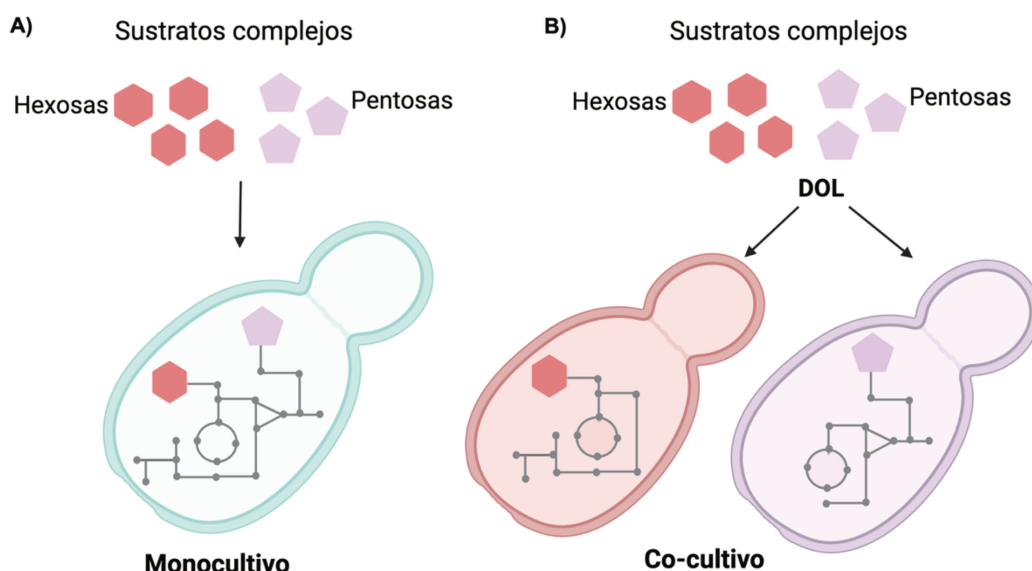 A)
Sustratos complejos
Hexosas
Pentosas
Monocultivo
B)
Sustratos complejos
Hexosas
Pentosas
DOL
Co-cultivo